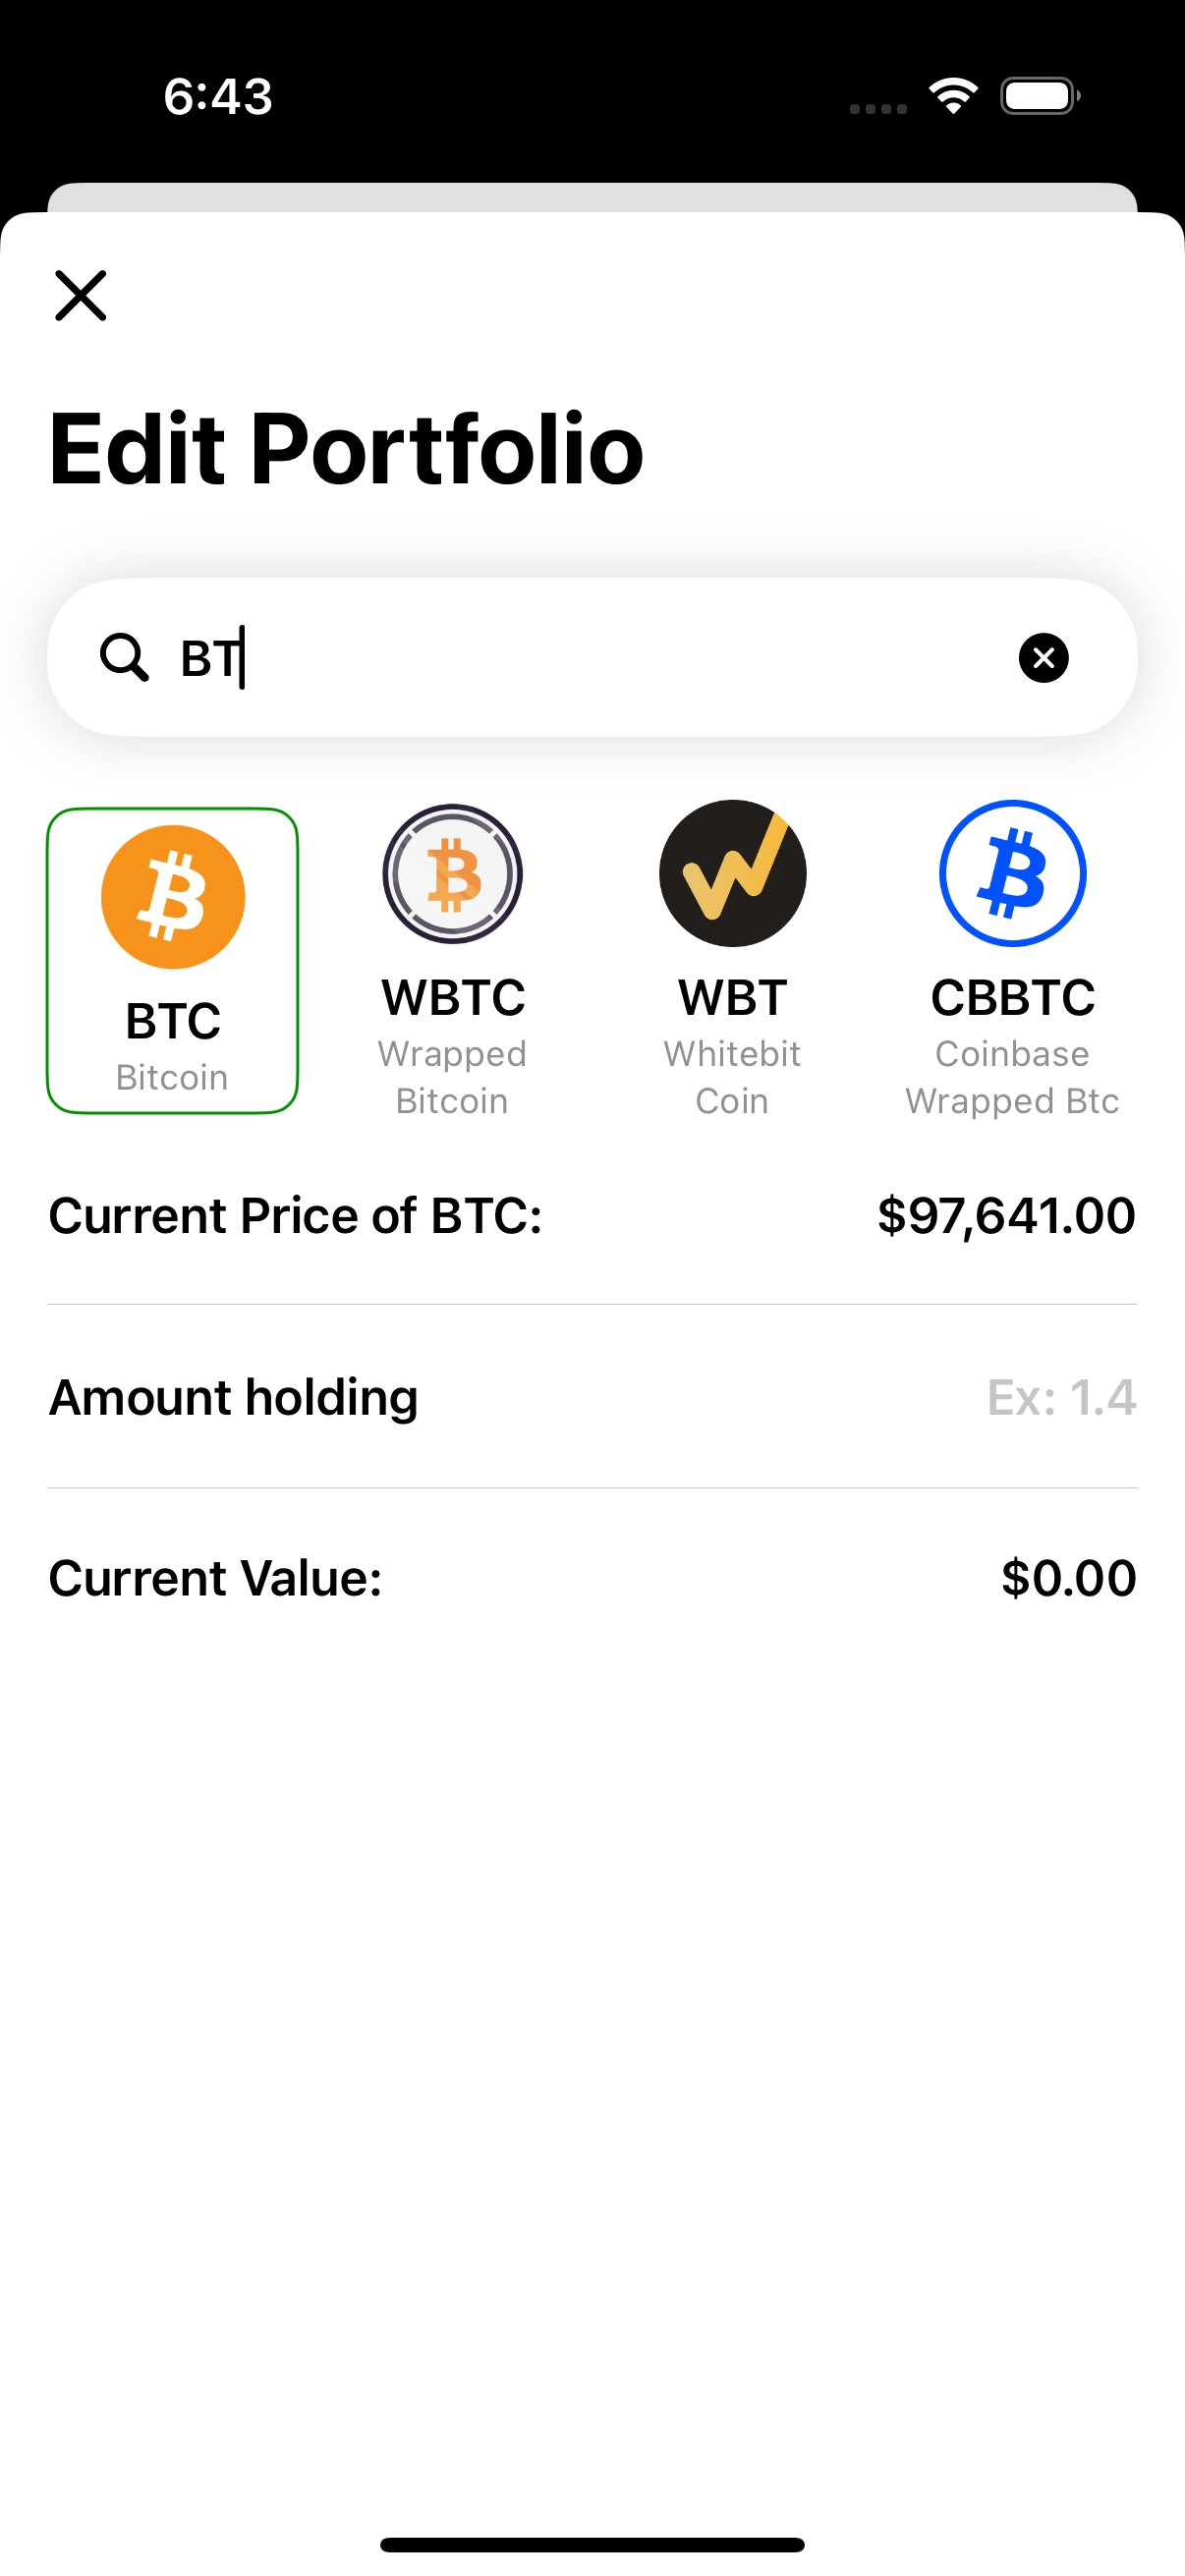 6:43
Edit Portfolio
BT
BTC
Bitcoin
WBTC
Wrapped
Bitcoin
WBT
Whitebit
Coin
CBBTC
Coinbase
Wrapped Btc
Current Price of BTC: $97,641.00
Amount holding Ex: 1.4
Current Value: $0.00